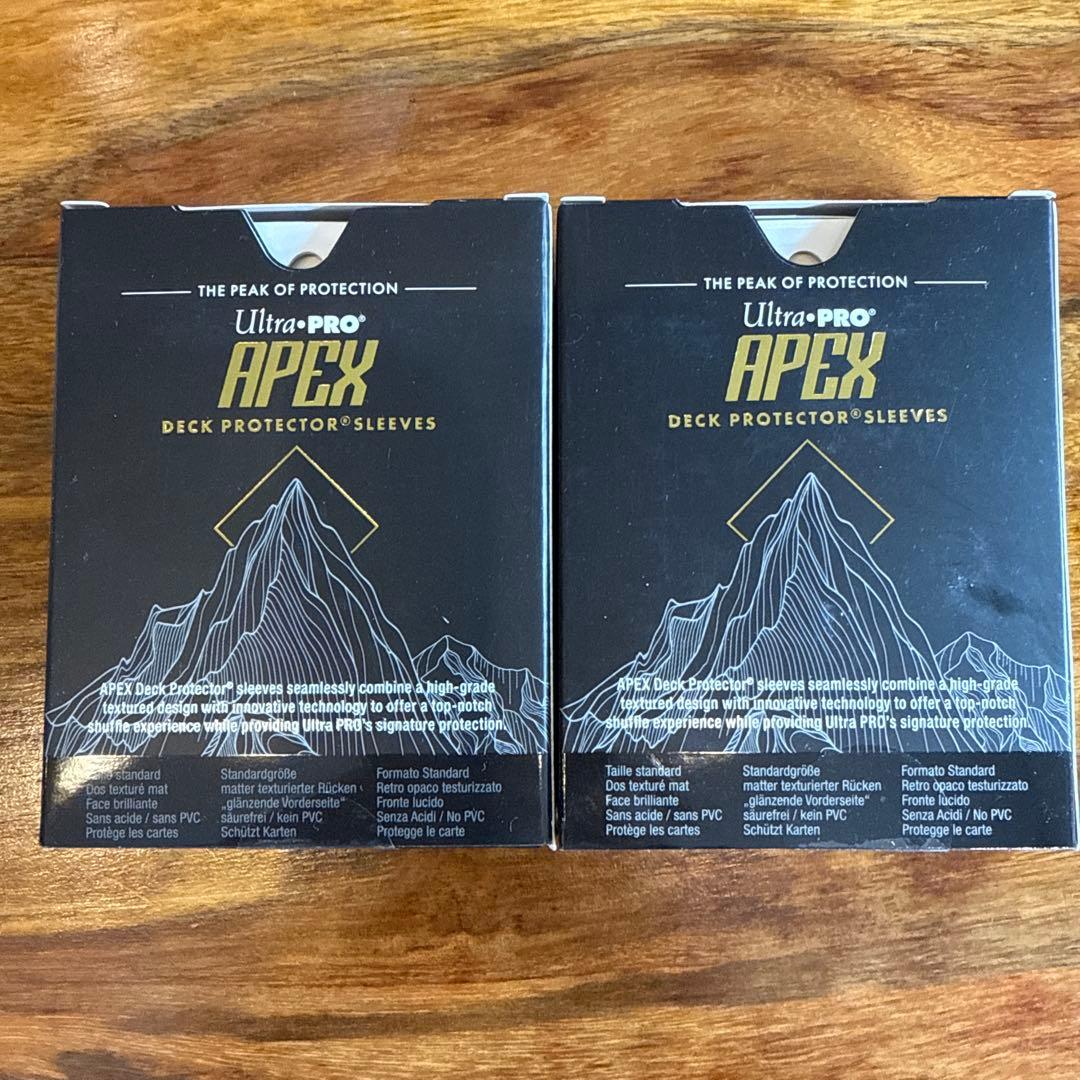 THE PEAK OF PROTECTION
Ultra•PRO®
APEX
DECK PROTECTOR® SLEEVES
APEX Deck Protector® sleeves seamlessly combine a high-grade
textured design with innovative technology to offer a top-notch
shuffle experience while providing Ultra PRO's signature protection.
standard
Dos texturé mat
Face brilliante
Sans acide / sans PVC
Protège les cartes
Standardgröße
matter texturierter Rücken
„glänzende Vorderseite“
säurefrei / kein PVC
Schützt Karten
Formato Standard
Retro opaco testurizzato
Fronte lucido
Senza Acidi / No PVC
Protegge le carte
THE PEAK OF PROTECTION
Ultra•PRO®
APEX
DECK PROTECTOR® SLEEVES
APEX Deck Protector® sleeves seamlessly combine a high-grade
textured design with innovative technology to offer a top-notch
shuffle experience while providing Ultra PRO's signature protection.
Taille standard
Dos texturé mat
Face brilliante
Sans acide / sans PVC
Protège les cartes
Standardgröße
matter texturierter Rücken
„glänzende Vorderseite“
säurefrei / kein PVC
Schützt Karten
Formato Standard
Retro opaco testurizzato
Fronte lucido
Senza Acidi / No PVC
Protegge le carte